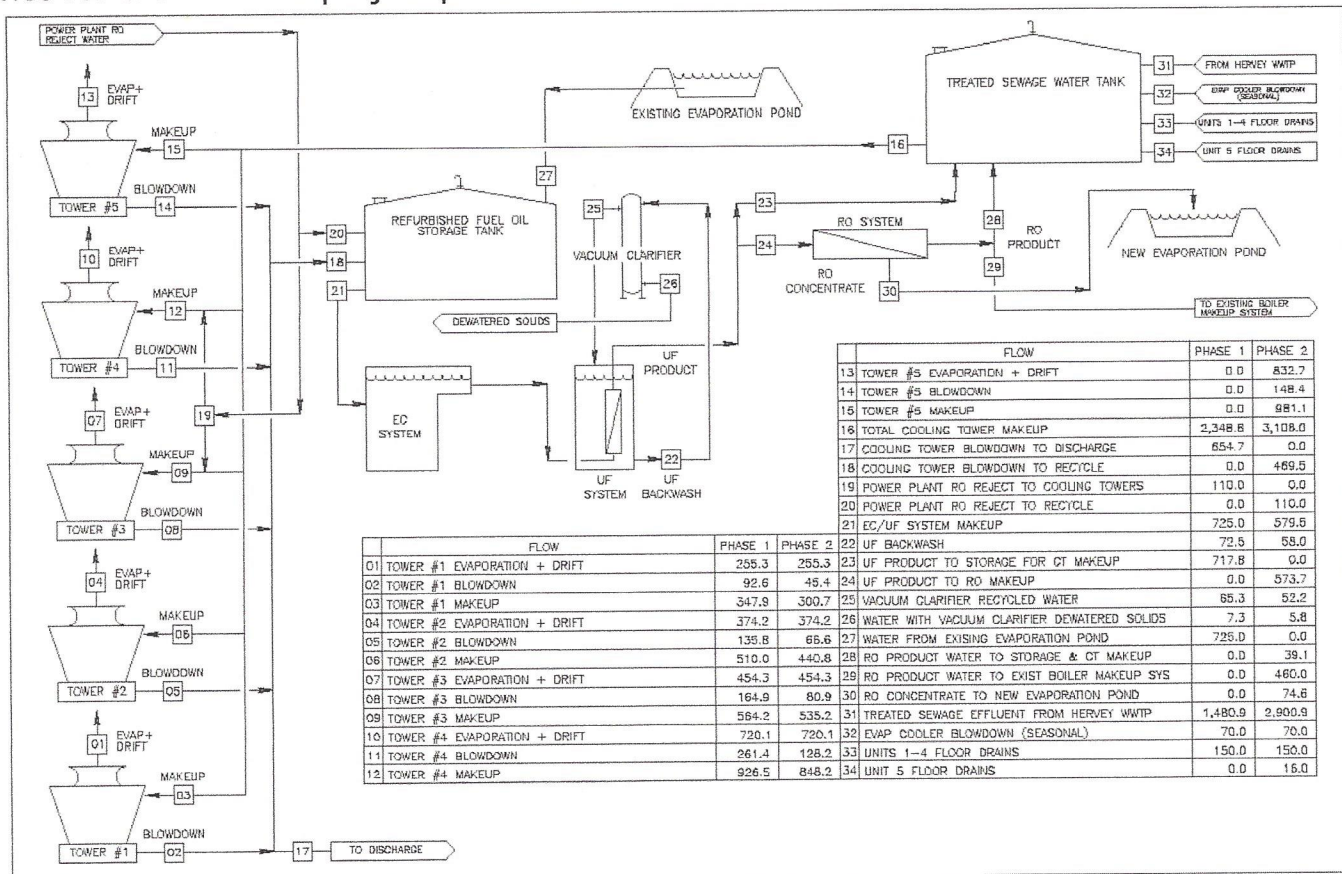 POWER PLANT RO
REJECT WATER
13
EVAP+
DRIFT
MAKEUP
15
BLOWDOWN
TOWER #5
14
10
EVAP+
DRIFT
MAKEUP
12
BLOWDOWN
TOWER #4
11
07
EVAP+
DRIFT
19
MAKEUP
09
BLOWDOWN
TOWER #3
08
04
EVAP+
DRIFT
MAKEUP
06
BLOWDOWN
TOWER #2
05
01
EVAP+
DRIFT
MAKEUP
03
BLOWDOWN
TOWER #1
02
17
TO DISCHARGE
EXISTING EVAPORATION POND
27
20
18
21
REFURBISHED FUEL OIL
STORAGE TANK
25
VACUUM CLARIFIER
26
DEWATERED SOLIDS
EC
SYSTEM
UF
PRODUCT
UF
SYSTEM
22
UF
BACKWASH
16
TREATED SEWAGE WATER TANK
31
FROM HERVEY WWTP
32
EVAP COOLER BLOWDOWN
(SEASONAL)
33
UNITS 1-4 FLOOR DRAINS
34
UNIT 5 FLOOR DRAINS
23
24
RO SYSTEM
28
RO
PRODUCT
29
RO
CONCENTRATE
30
NEW EVAPORATION POND
TO EXISTING BOILER
MAKEUP SYSTEM
FLOW PHASE 1 PHASE 2
01 TOWER #1 EVAPORATION + DRIFT 255.3 255.3
02 TOWER #1 BLOWDOWN 92.6 45.4
03 TOWER #1 MAKEUP 347.9 300.7
04 TOWER #2 EVAPORATION + DRIFT 374.2 374.2
05 TOWER #2 BLOWDOWN 135.8 66.6
06 TOWER #2 MAKEUP 510.0 440.8
07 TOWER #3 EVAPORATION + DRIFT 454.3 454.3
08 TOWER #3 BLOWDOWN 164.9 80.9
09 TOWER #3 MAKEUP 564.2 535.2
10 TOWER #4 EVAPORATION + DRIFT 720.1 720.1
11 TOWER #4 BLOWDOWN 261.4 128.2
12 TOWER #4 MAKEUP 926.5 848.2
FLOW PHASE 1 PHASE 2
13 TOWER #5 EVAPORATION + DRIFT 0.0 832.7
14 TOWER #5 BLOWDOWN 0.0 148.4
15 TOWER #5 MAKEUP 0.0 981.1
16 TOTAL COOLING TOWER MAKEUP 2,348.6 3,108.0
17 COOLING TOWER BLOWDOWN TO DISCHARGE 654.7 0.0
18 COOLING TOWER BLOWDOWN TO RECYCLE 0.0 469.5
19 POWER PLANT RO REJECT TO COOLING TOWERS 110.0 0.0
20 POWER PLANT RO REJECT TO RECYCLE 0.0 110.0
21 EC/UF SYSTEM MAKEUP 725.0 579.5
22 UF BACKWASH 72.5 58.0
23 UF PRODUCT TO STORAGE FOR CT MAKEUP 717.8 0.0
24 UF PRODUCT TO RO MAKEUP 0.0 573.7
25 VACUUM CLARIFIER RECYCLED WATER 65.3 52.2
26 WATER WITH VACUUM CLARIFIER DEWATERED SOLIDS 7.3 5.8
27 WATER FROM EXISING EVAPORATION POND 725.0 0.0
28 RO PRODUCT WATER TO STORAGE & CT MAKEUP 0.0 39.1
29 RO PRODUCT WATER TO EXIST BOILER MAKEUP SYS 0.0 460.0
30 RO CONCENTRATE TO NEW EVAPORATION POND 0.0 74.6
31 TREATED SEWAGE EFFLUENT FROM HERVEY WWTP 1,480.9 2,900.9
32 EVAP COOLER BLOWDOWN (SEASONAL) 70.0 70.0
33 UNITS 1-4 FLOOR DRAINS 150.0 150.0
34 UNIT 5 FLOOR DRAINS 0.0 16.0